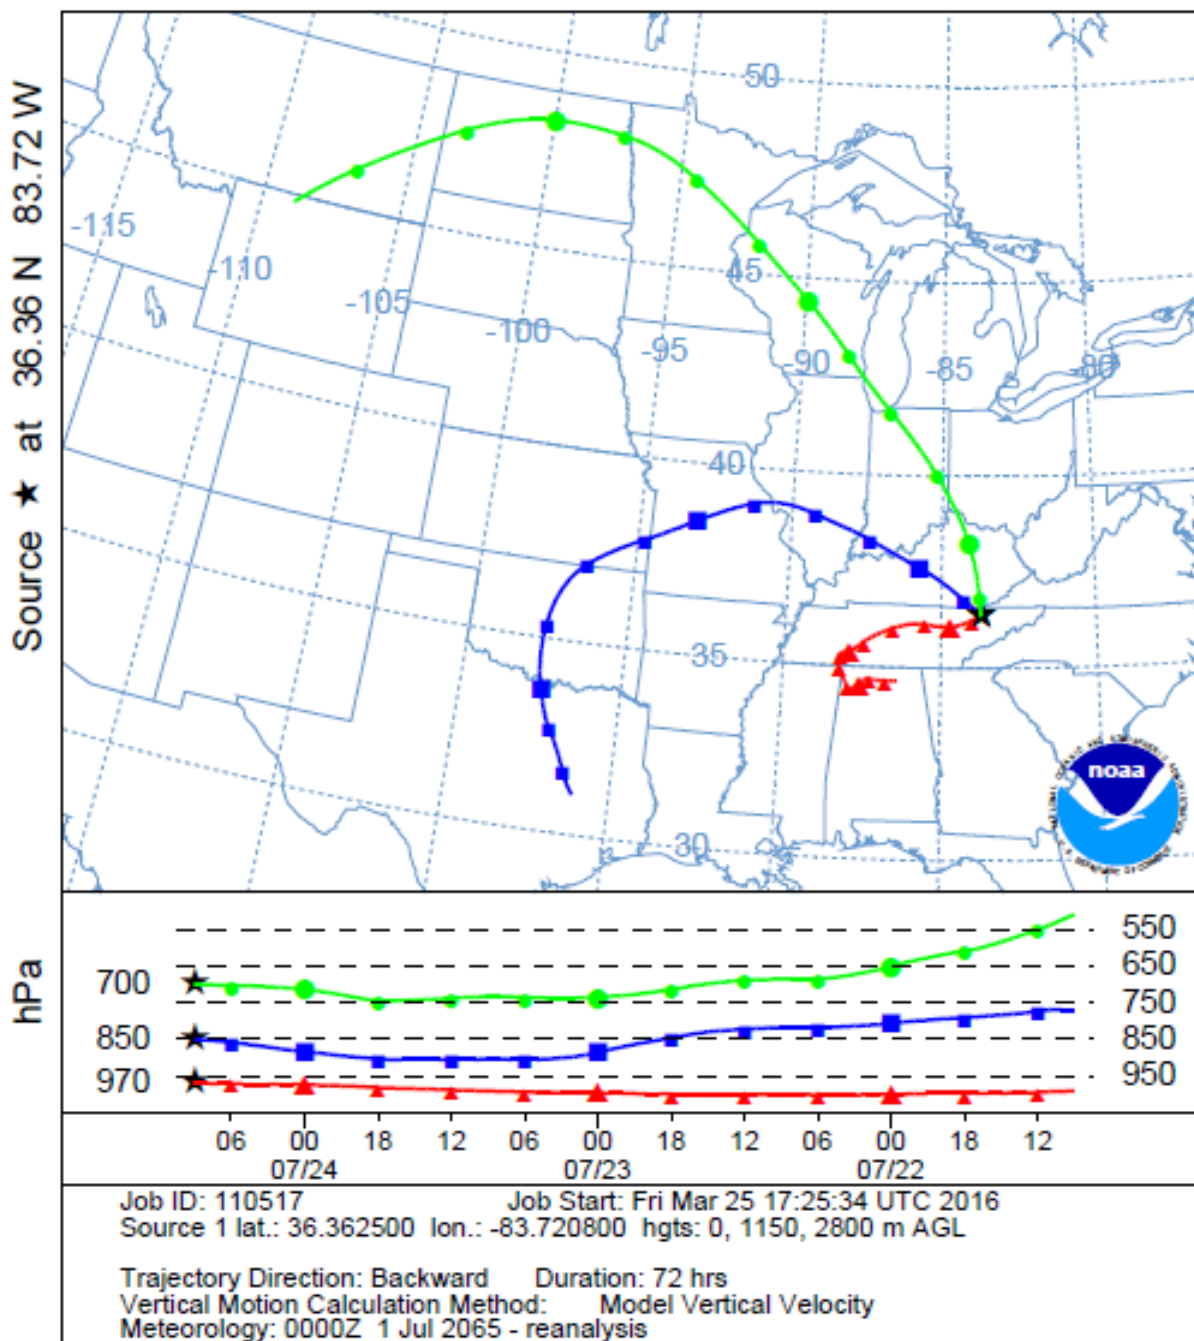 Source ★ at 36.36 N 83.72 W
50
-115
-110
45
-105
-100
-95
-90
-85
-80
40
35
30
noaa
hPa
700
850
970
550
650
750
850
950
06 00 18 12 06 00 18 12 06 00 18 12
07/24 07/23 07/22
Job ID: 110517 Job Start: Fri Mar 25 17:25:34 UTC 2016
Source 1 lat.: 36.362500 lon.: -83.720800 hgts: 0, 1150, 2800 m AGL
Trajectory Direction: Backward Duration: 72 hrs
Vertical Motion Calculation Method: Model Vertical Velocity
Meteorology: 0000Z 1 Jul 2065 - reanalysis